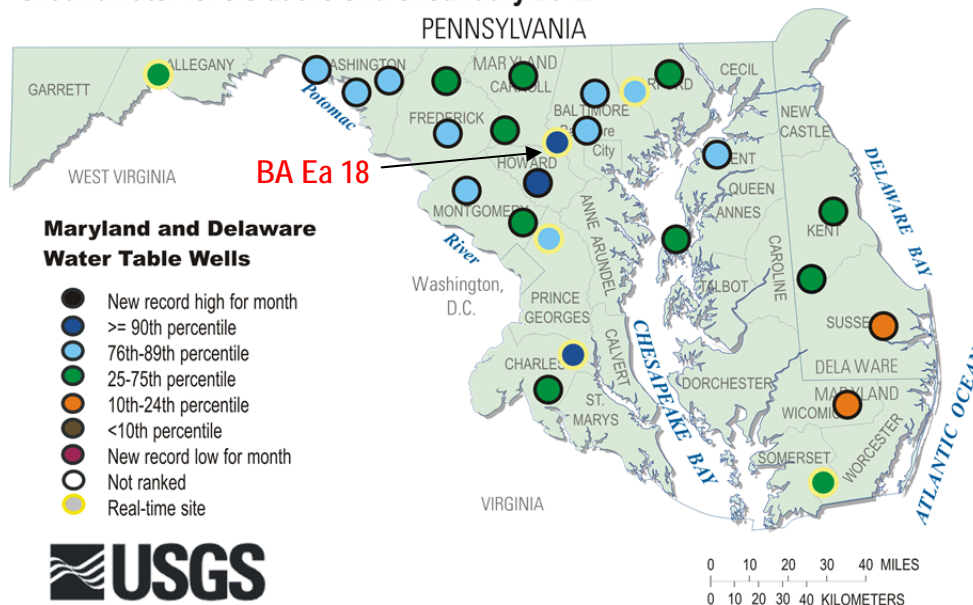 PENNSYLVANIA
GARRETT
ALLEGANY
MARYLAND
CARROLL
CECIL
FREDERICK
BALTIMORE
City
NEW
CASTLE
Potomac
WEST VIRGINIA
BA Ea 18
HOWARD
MONTGOMERY
River
Washington,
D.C.
ANNE ARUNDEL
QUEEN
ANNES
KENT
DELAWARE BAY
CAROLINE
TALBOT
PRINCE
GEORGES
CALVERT
CHARLES
ST.
MARYS
CHESAPEAKE BAY
DORCHESTER
DELAWARE
MARYLAND
SOMERSET
WORCESTER
ATLANTIC OCEAN
VIRGINIA
Maryland and Delaware
Water Table Wells
New record high for month
>= 90th percentile
76th-89th percentile
25-75th percentile
10th-24th percentile
<10th percentile
New record low for month
Not ranked
Real-time site
USGS
0 10 20 30 40 MILES
0 10 20 30 40 KILOMETERS